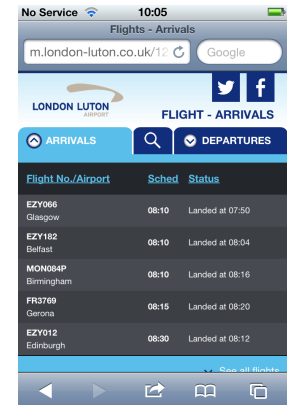 No Service 10:05
Flights - Arrivals
m.london-luton.co.uk/12 Google
LONDON LUTON
AIRPORT
FLIGHT - ARRIVALS
ARRIVALS DEPARTURES
Flight No./Airport Sched Status
EZY066
Glasgow 08:10 Landed at 07:50
EZY182
Belfast 08:10 Landed at 08:04
MON084P
Birmingham 08:10 Landed at 08:16
FR3769
Gerona 08:15 Landed at 08:20
EZY012
Edinburgh 08:30 Landed at 08:12
See all flights